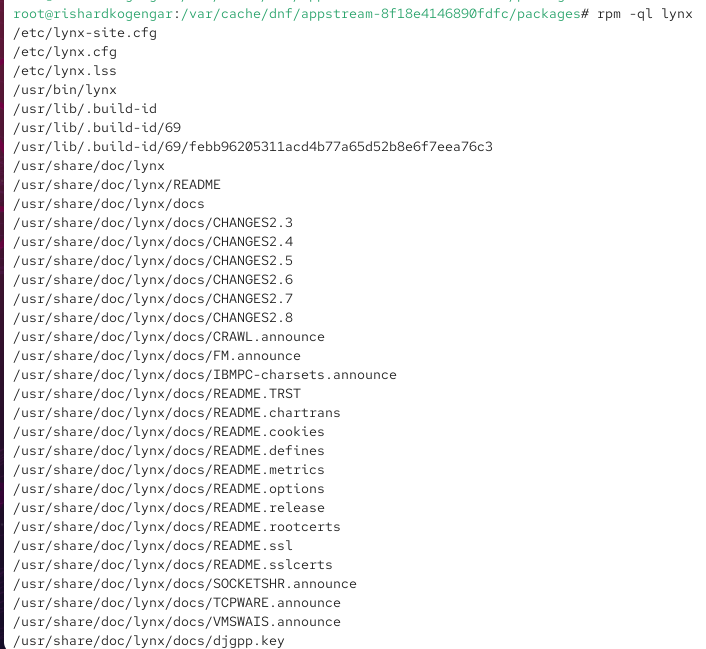 root@rishardkogengar:/var/cache/dnf/appstream-8f18e4146890fdfc/packages# rpm -ql lynx
/etc/lynx-site.cfg
/etc/lynx.cfg
/etc/lynx.lss
/usr/bin/lynx
/usr/lib/.build-id
/usr/lib/.build-id/69
/usr/lib/.build-id/69/febb96205311acd4b77a65d52b8e6f7eea76c3
/usr/share/doc/lynx
/usr/share/doc/lynx/README
/usr/share/doc/lynx/docs
/usr/share/doc/lynx/docs/CHANGES2.3
/usr/share/doc/lynx/docs/CHANGES2.4
/usr/share/doc/lynx/docs/CHANGES2.5
/usr/share/doc/lynx/docs/CHANGES2.6
/usr/share/doc/lynx/docs/CHANGES2.7
/usr/share/doc/lynx/docs/CHANGES2.8
/usr/share/doc/lynx/docs/CRAWL.announce
/usr/share/doc/lynx/docs/FM.announce
/usr/share/doc/lynx/docs/IBMPC-charsets.announce
/usr/share/doc/lynx/docs/README.TRST
/usr/share/doc/lynx/docs/README.chartrans
/usr/share/doc/lynx/docs/README.cookies
/usr/share/doc/lynx/docs/README.defines
/usr/share/doc/lynx/docs/README.metrics
/usr/share/doc/lynx/docs/README.options
/usr/share/doc/lynx/docs/README.release
/usr/share/doc/lynx/docs/README.rootcerts
/usr/share/doc/lynx/docs/README.ssl
/usr/share/doc/lynx/docs/README.sslcerts
/usr/share/doc/lynx/docs/SOCKETSHR.announce
/usr/share/doc/lynx/docs/TCPWARE.announce
/usr/share/doc/lynx/docs/VMSWAIS.announce
/usr/share/doc/lynx/docs/djgpp.key